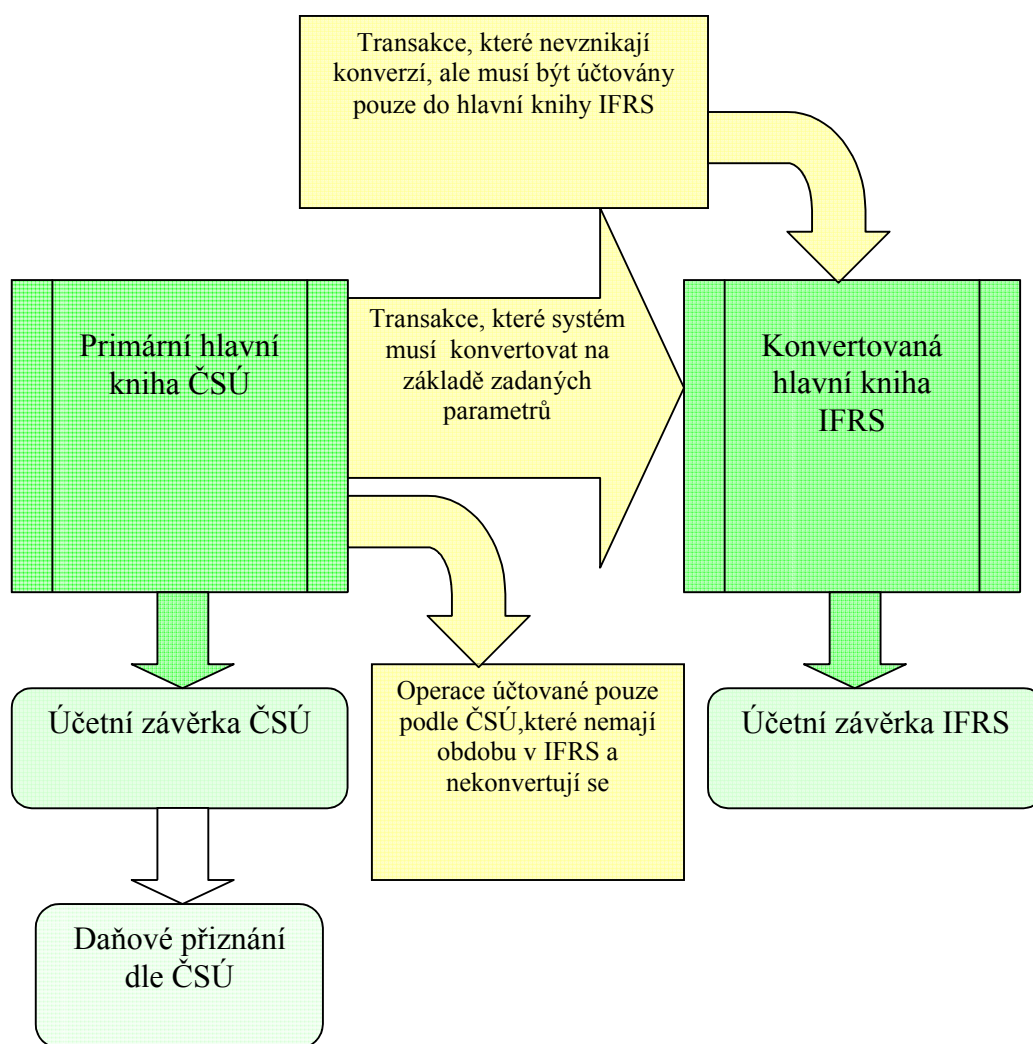 Transakce, které nevznikají
konverzí, ale musí být účtovány
pouze do hlavní knihy IFRS
Primární hlavní
kniha ČSÚ
Transakce, které systém
musí konvertovat na
základě zadaných
parametrů
Konvertovaná
hlavní kniha
IFRS
Účetní závěrka ČSÚ
Operace účtované pouze
podle ČSÚ,které nemají
obdobu v IFRS a
nekonvertují se
Účetní závěrka IFRS
Daňové přiznání
dle ČSÚ